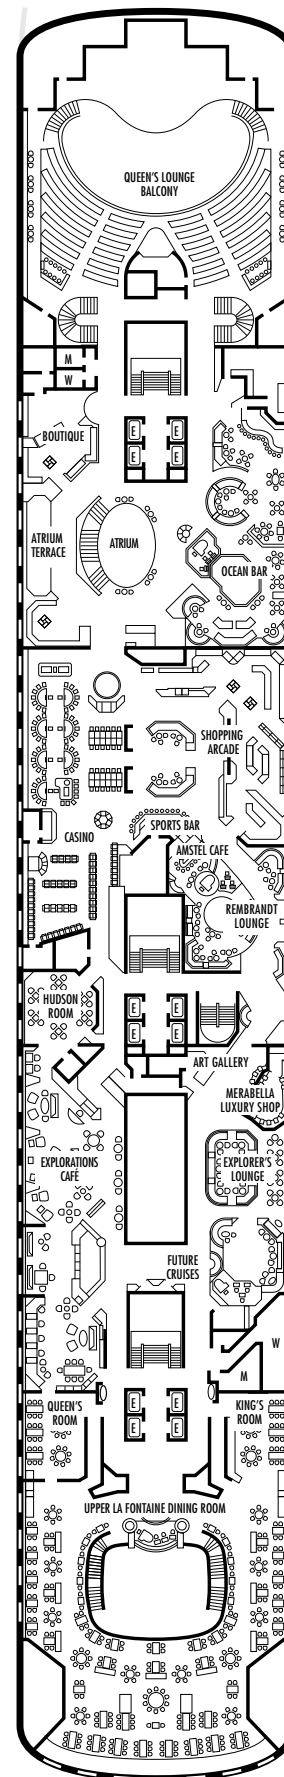 QUEEN'S LOUNGE
BALCONY
M
W
BOUTIQUE
E
E
E
E
ATRIUM
TERRACE
ATRIUM
OCEAN BAR
SHOPPING
ARCADE
SPORTS BAR
CASINO
AMSTEL CAFE
REMBRANDT
LOUNGE
HUDSON
ROOM
E
E
E
E
ART GALLERY
MERABELLA
LUXURY SHOP
EXPLORATIONS
CAFÉ
EXPLORER'S
LOUNGE
FUTURE
CRUISES
W
M
QUEEN'S
ROOM
E
E
E
E
KING'S
ROOM
UPPER LA FONTAINE DINING ROOM